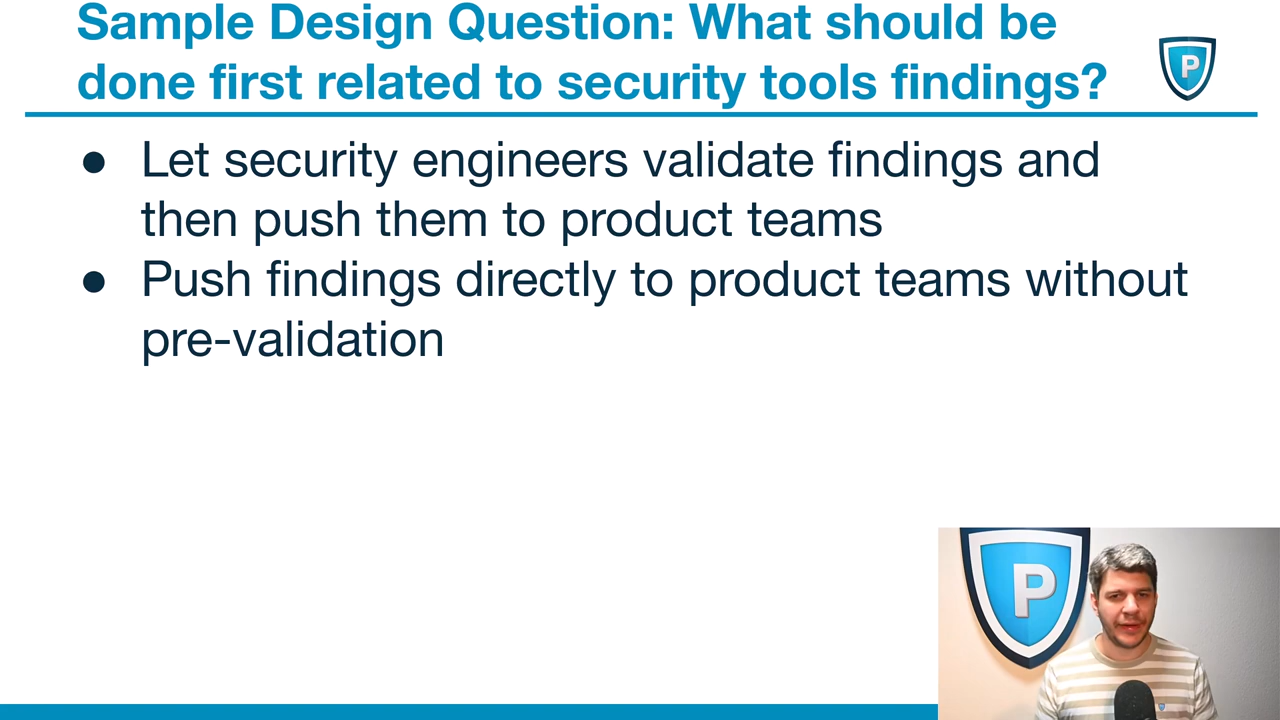 Sample Design Question: What should be
done first related to security tools findings?
P
● Let security engineers validate findings and
then push them to product teams
● Push findings directly to product teams without
pre-validation
P